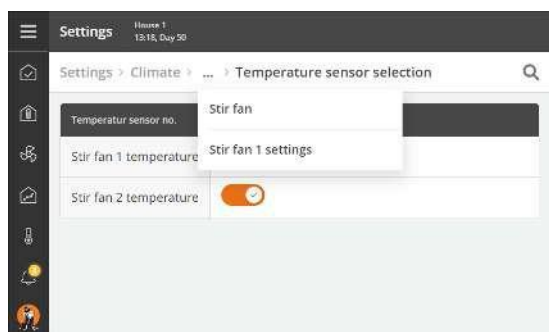 Settings
House 1
13:18, Day 50
Settings > Climate > ... > Temperature sensor selection
Stir fan
Temperatur sensor no.
Stir fan 1 settings
Stir fan 1 temperature
Stir fan 2 temperature